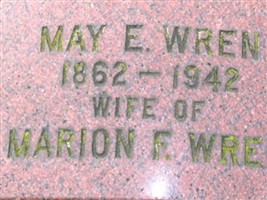 MAY E. WREN
1862 — 1942
WIFE OF
MARION F. WRE